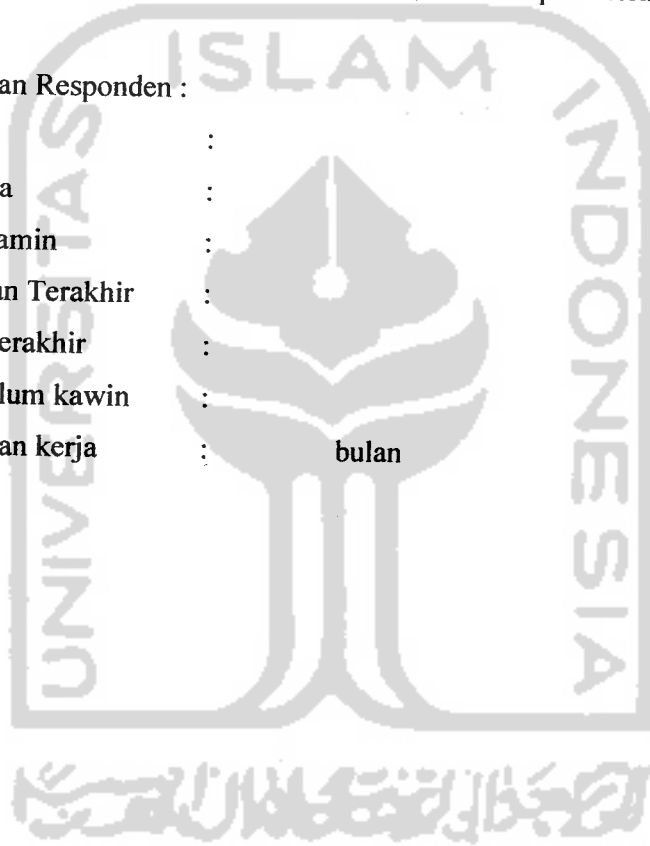 an Responden :
:
a :
amin :
an Terakhir :
erakhir :
lum kawin :
an kerja : bulan
ISLAM
UNIVERSITAS
INDONESIA